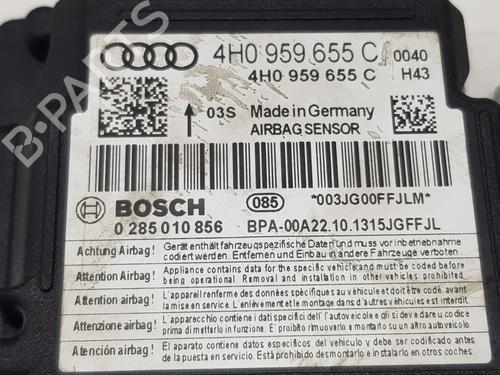 4H0 959 655 C 0040
4H0 959 655 C H43
03S Made in Germany
AIRBAG SENSOR
085 *003JG00FFJLM*
BOSCH
0 285 010 856 BPA-00A22.10.1315JGFFJL
Achtung Airbag! Gerät enthält fahrzeugspezifische Daten und muss vor inbetriebnahme
codiert werden. Entfernen und Einbau in andere Fahrzeuge verboten
Attention Airbag! Appliance contains data for the specific vehicle and must be coded before
being operational. Removal and installation in other vehicles prohibited.
Attention airbag! L'appareil renferme des données spécifiques au véhicule et doit être codé, avant
la mise en service. L'enlèvement et le montage dans d'autres véhicules est interdit.
Attenzione airbag! L'apparecchio contiene i dati specifici dell'autoveicolo e gli si deve dare un codice
prima di metterlo in funzione. E' proibito rimuoverlo e montarlo su un altro autoveicolo.
Atención airbag! El aparato contiene datos específicos del vehículo y debe ser codificado antes
de la puesta en servicio. Está prohibido desmontarlo e instalarlo en otros coches.